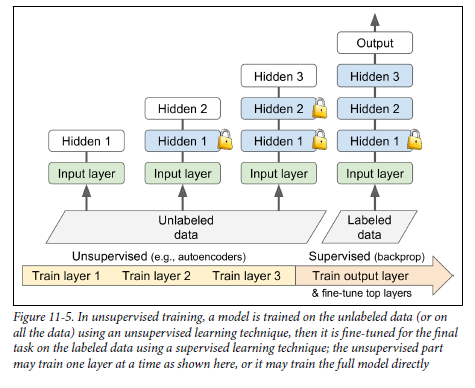 Output
Hidden 3
Hidden 3
Hidden 2
Hidden 2
Hidden 2
Hidden 1
Hidden 1
Hidden 1
Hidden 1
Input layer
Input layer
Input layer
Input layer
Unlabeled
data
Labeled
data
Unsupervised (e.g., autoencoders)
Supervised (backprop)
Train layer 1
Train layer 2
Train layer 3
Train output layer
& fine-tune top layers
Figure 11-5. In unsupervised training, a model is trained on the unlabeled data (or on
all the data) using an unsupervised learning technique, then it is fine-tuned for the final
task on the labeled data using a supervised learning technique; the unsupervised part
may train one layer at a time as shown here, or it may train the full model directly